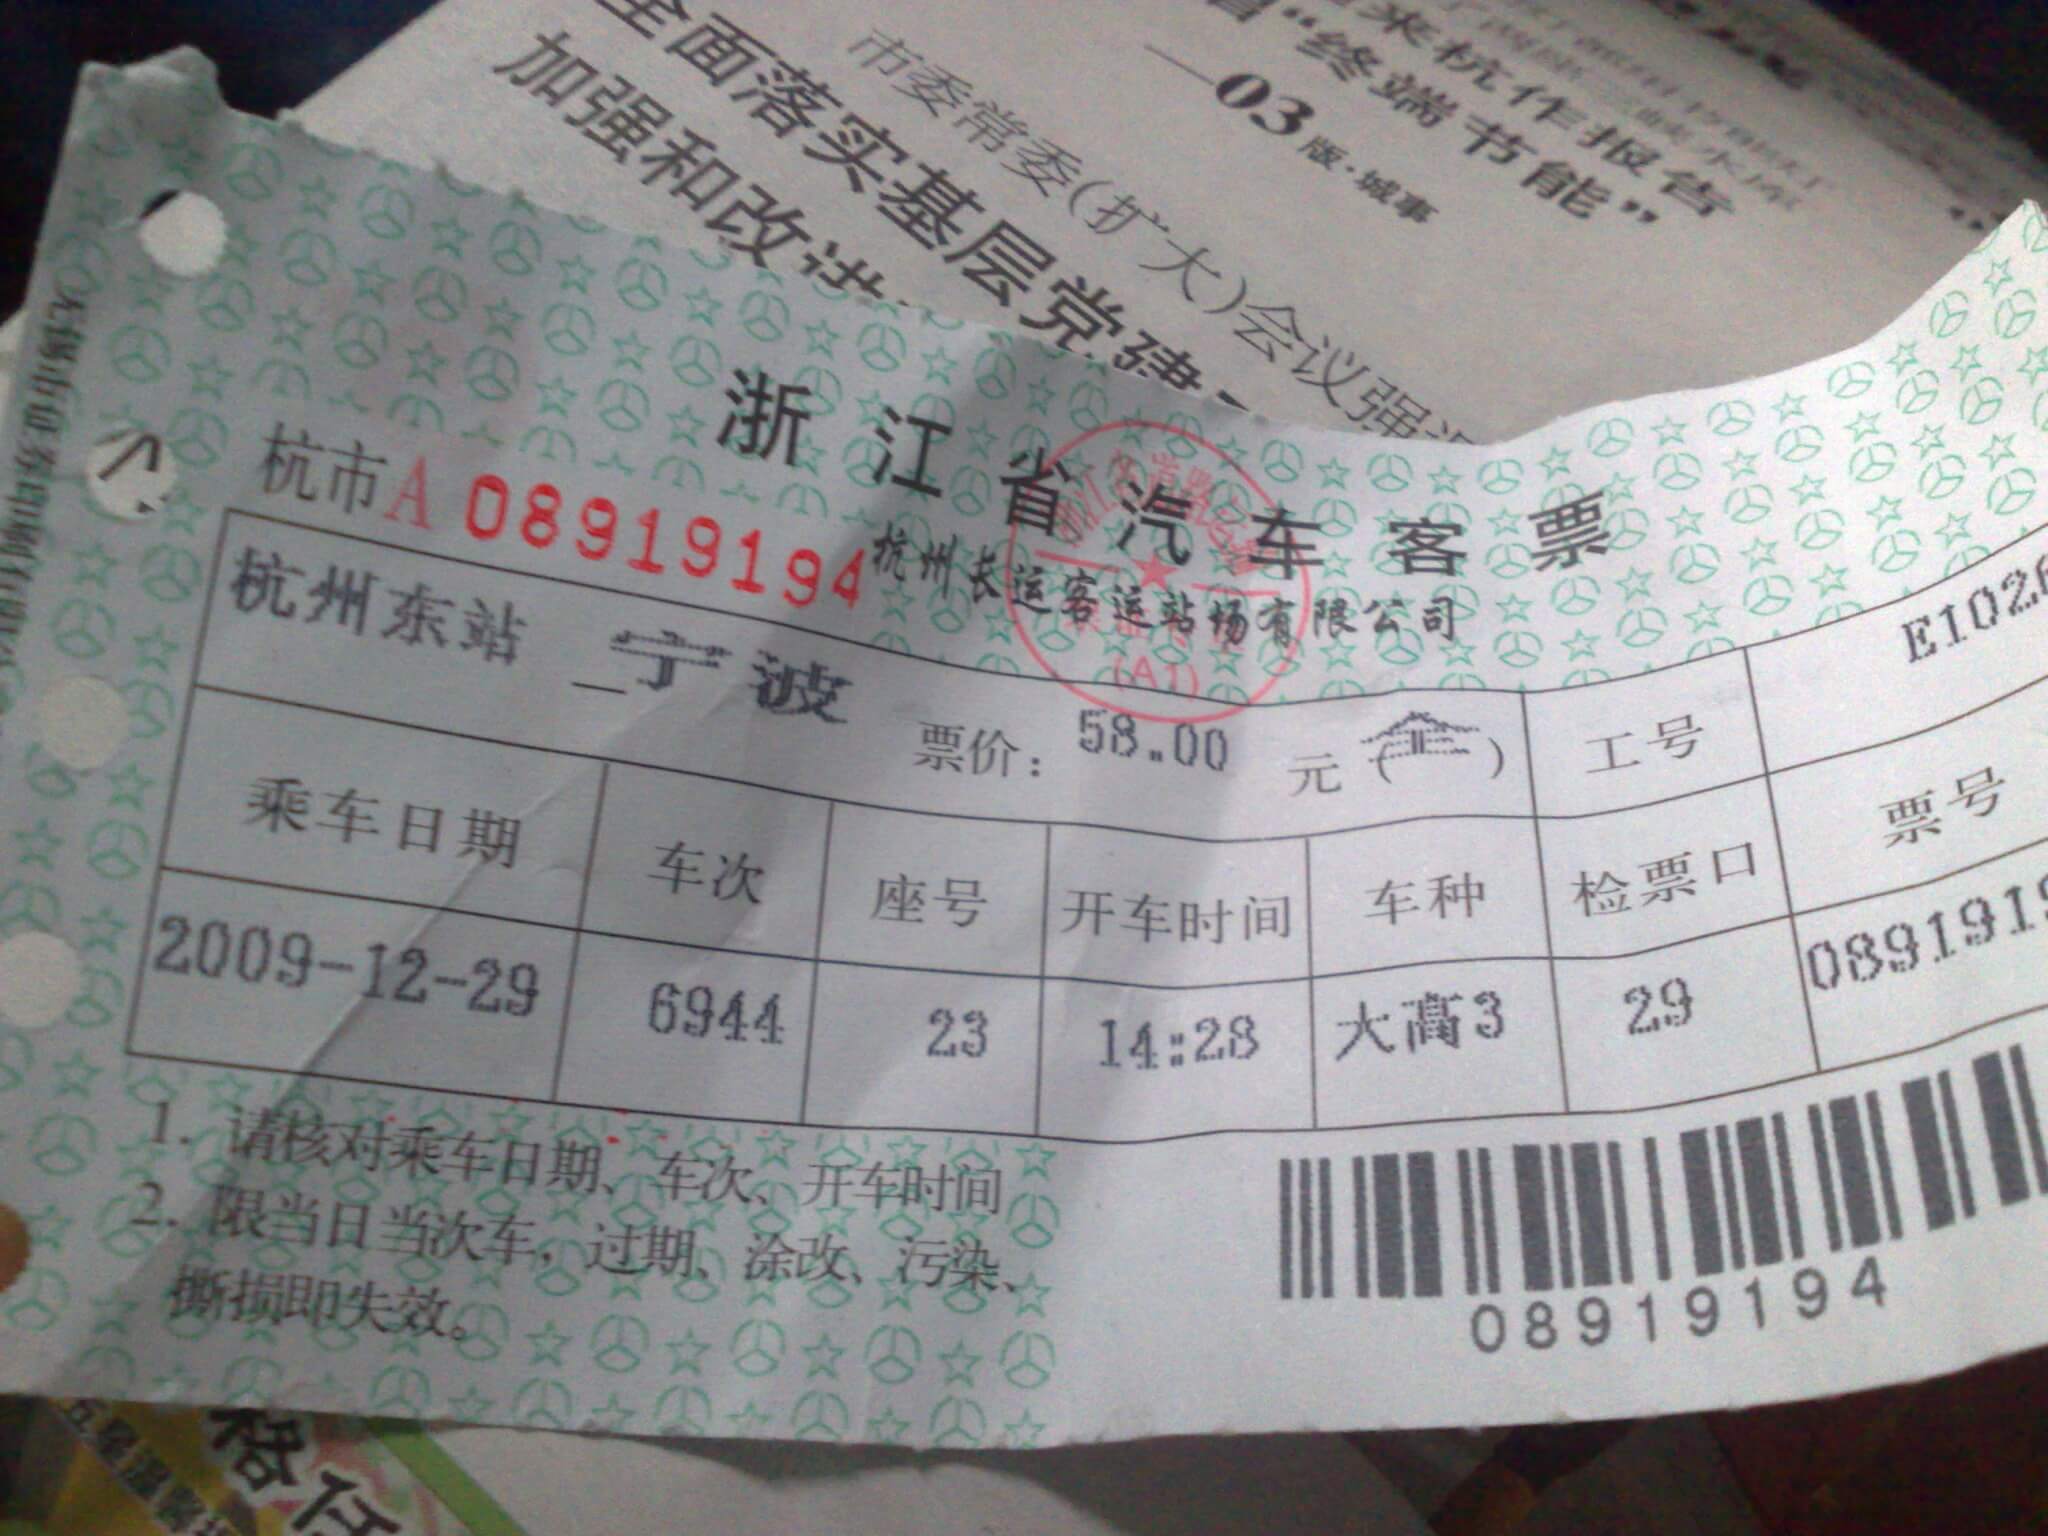 来杭作报告
省“终端节能”
—03版·城事
市委常委(扩大)会议强调
全面落实基层党建
加强和改进
浙江省汽车客票
杭市A 08919194
杭州长运客运站场有限公司
(A1)
杭州东站_宁波 票价：58.00 元(全) 工号 E1026
乘车日期 车次 座号 开车时间 车种 检票口 票号
2009-12-29 6944 23 14:28 大高3 29 0891919
1. 请核对乘车日期、车次、开车时间
2. 限当日当次车，过期、涂改、污染、
撕损即失效。
08919194